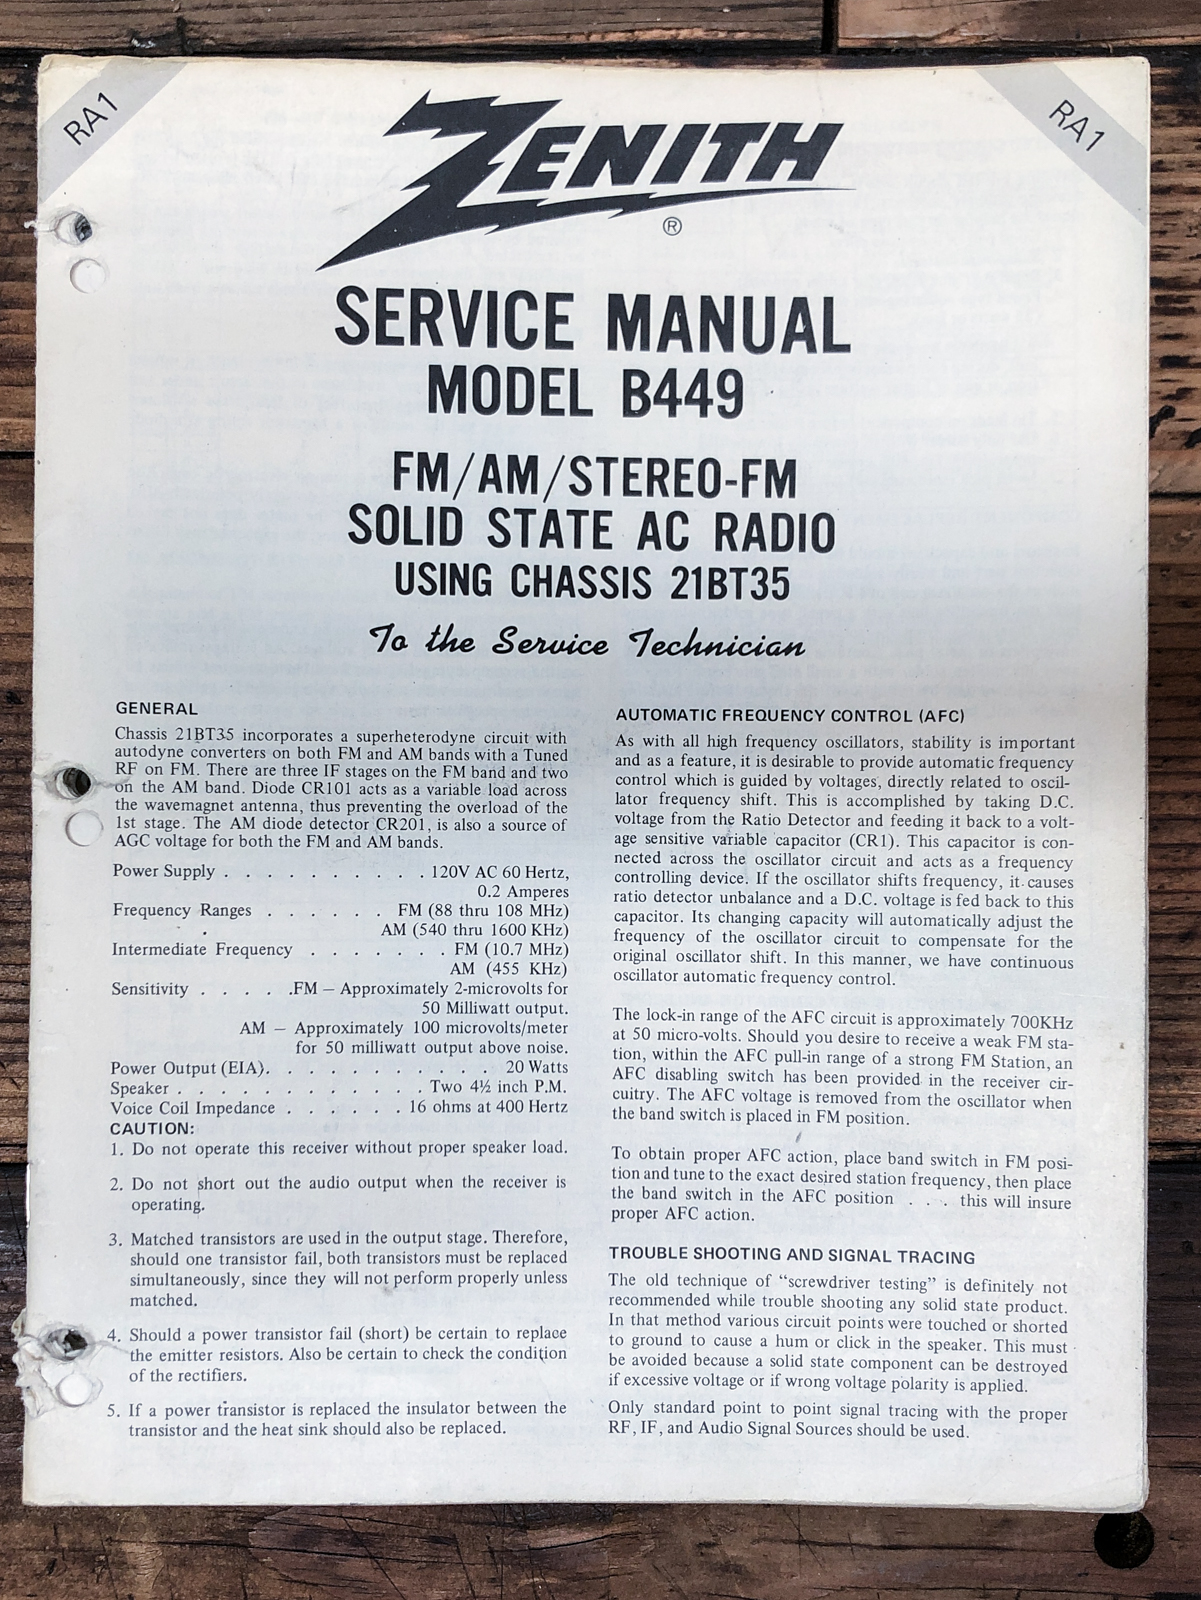 RA1
RA1
ZENITH
®
SERVICE MANUAL
MODEL B449
FM/AM/STEREO-FM
SOLID STATE AC RADIO
USING CHASSIS 21BT35
To the Service Technician
GENERAL
Chassis 21BT35 incorporates a superheterodyne circuit with
autodyne converters on both FM and AM bands with a Tuned
RF on FM. There are three IF stages on the FM band and two
on the AM band. Diode CR101 acts as a variable load across
the wavemagnet antenna, thus preventing the overload of the
1st stage. The AM diode detector CR201, is also a source of
AGC voltage for both the FM and AM bands.
Power Supply . . . . . . . . . . 120V AC 60 Hertz,
0.2 Amperes
Frequency Ranges . . . . . . FM (88 thru 108 MHz)
AM (540 thru 1600 KHz)
Intermediate Frequency . . . . . . . FM (10.7 MHz)
AM (455 KHz)
Sensitivity . . . . .FM — Approximately 2-microvolts for
50 Milliwatt output.
AM — Approximately 100 microvolts/meter
for 50 milliwatt output above noise.
Power Output (EIA). . . . . . . . . . . 20 Watts
Speaker . . . . . . . . . . . . Two 4½ inch P.M.
Voice Coil Impedance . . . . . . 16 ohms at 400 Hertz
CAUTION:
1. Do not operate this receiver without proper speaker load.
2. Do not short out the audio output when the receiver is
operating.
3. Matched transistors are used in the output stage. Therefore,
should one transistor fail, both transistors must be replaced
simultaneously, since they will not perform properly unless
matched.
4. Should a power transistor fail (short) be certain to replace
the emitter resistors. Also be certain to check the condition
of the rectifiers.
5. If a power transistor is replaced the insulator between the
transistor and the heat sink should also be replaced.
AUTOMATIC FREQUENCY CONTROL (AFC)
As with all high frequency oscillators, stability is important
and as a feature, it is desirable to provide automatic frequency
control which is guided by voltages, directly related to oscil-
lator frequency shift. This is accomplished by taking D.C.
voltage from the Ratio Detector and feeding it back to a volt-
age sensitive variable capacitor (CR1). This capacitor is con-
nected across the oscillator circuit and acts as a frequency
controlling device. If the oscillator shifts frequency, it causes
ratio detector unbalance and a D.C. voltage is fed back to this
capacitor. Its changing capacity will automatically adjust the
frequency of the oscillator circuit to compensate for the
original oscillator shift. In this manner, we have continuous
oscillator automatic frequency control.
The lock-in range of the AFC circuit is approximately 700KHz
at 50 micro-volts. Should you desire to receive a weak FM sta-
tion, within the AFC pull-in range of a strong FM Station, an
AFC disabling switch has been provided in the receiver cir-
cuitry. The AFC voltage is removed from the oscillator when
the band switch is placed in FM position.
To obtain proper AFC action, place band switch in FM posi-
tion and tune to the exact desired station frequency, then place
the band switch in the AFC position . . . this will insure
proper AFC action.
TROUBLE SHOOTING AND SIGNAL TRACING
The old technique of “screwdriver testing” is definitely not
recommended while trouble shooting any solid state product.
In that method various circuit points were touched or shorted
to ground to cause a hum or click in the speaker. This must
be avoided because a solid state component can be destroyed
if excessive voltage or if wrong voltage polarity is applied.
Only standard point to point signal tracing with the proper
RF, IF, and Audio Signal Sources should be used.